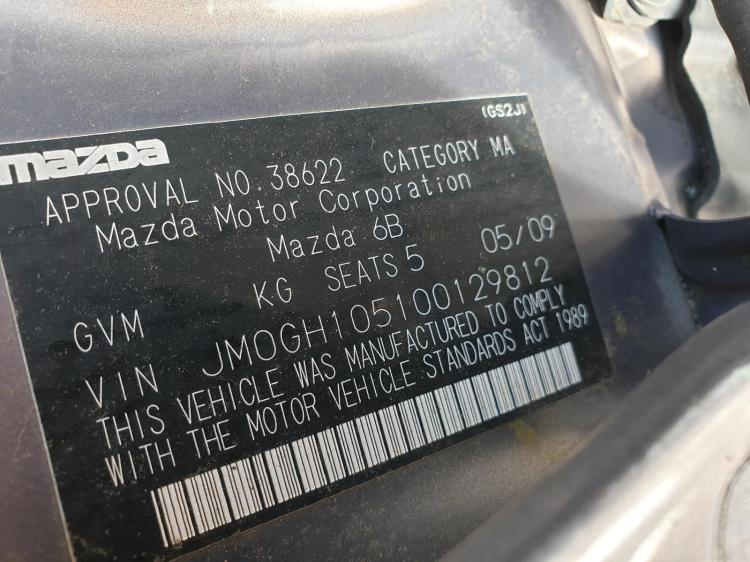 (GS2J)
mazda
APPROVAL NO.38622 CATEGORY MA
Mazda Motor Corporation
Mazda 6B 05/09
GVM KG SEATS 5
VIN JM0GH105100129812
THIS VEHICLE WAS MANUFACTURED TO COMPLY
WITH THE MOTOR VEHICLE STANDARDS ACT 1989